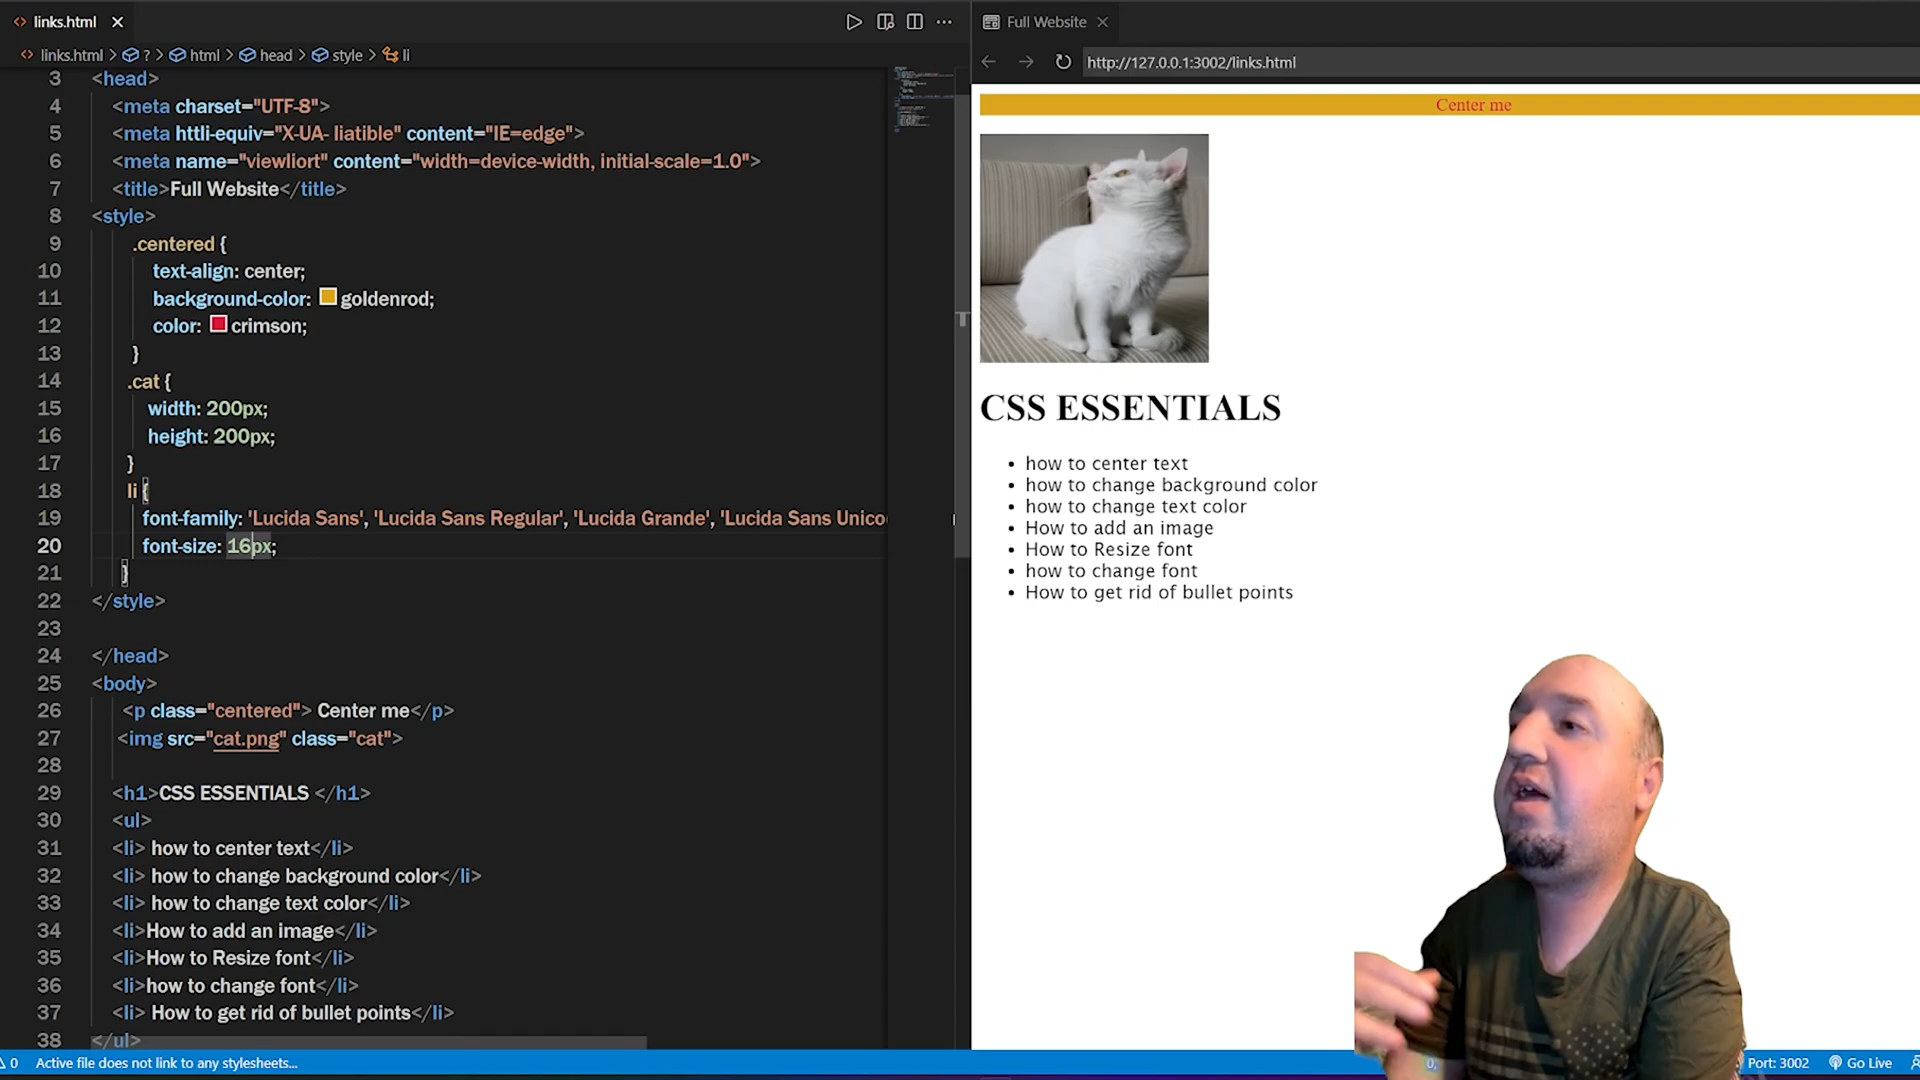 links.html
links.html > ? > html > head > style > li
3 <head>
4 <meta charset="UTF-8">
5 <meta httli-equiv="X-UA- liatible" content="IE=edge">
6 <meta name="viewliort" content="width=device-width, initial-scale=1.0">
7 <title>Full Website</title>
8 <style>
9 .centered {
10 text-align: center;
11 background-color: goldenrod;
12 color: crimson;
13 }
14 .cat {
15 width: 200px;
16 height: 200px;
17 }
18 li {
19 font-family: 'Lucida Sans', 'Lucida Sans Regular', 'Lucida Grande', 'Lucida Sans Unico
20 font-size: 16px;
21 }
22 </style>
23
24 </head>
25 <body>
26 <p class="centered"> Center me</p>
27 <img src="cat.png" class="cat">
28
29 <h1>CSS ESSENTIALS </h1>
30 <ul>
31 <li> how to center text</li>
32 <li> how to change background color</li>
33 <li> how to change text color</li>
34 <li>How to add an image</li>
35 <li>How to Resize font</li>
36 <li>how to change font</li>
37 <li> How to get rid of bullet points</li>
38 </ul>
Full Website
http://127.0.0.1:3002/links.html
Center me
CSS ESSENTIALS
• how to center text
• how to change background color
• how to change text color
• How to add an image
• How to Resize font
• how to change font
• How to get rid of bullet points
0 Active file does not link to any stylesheets...
Port: 3002 Go Live